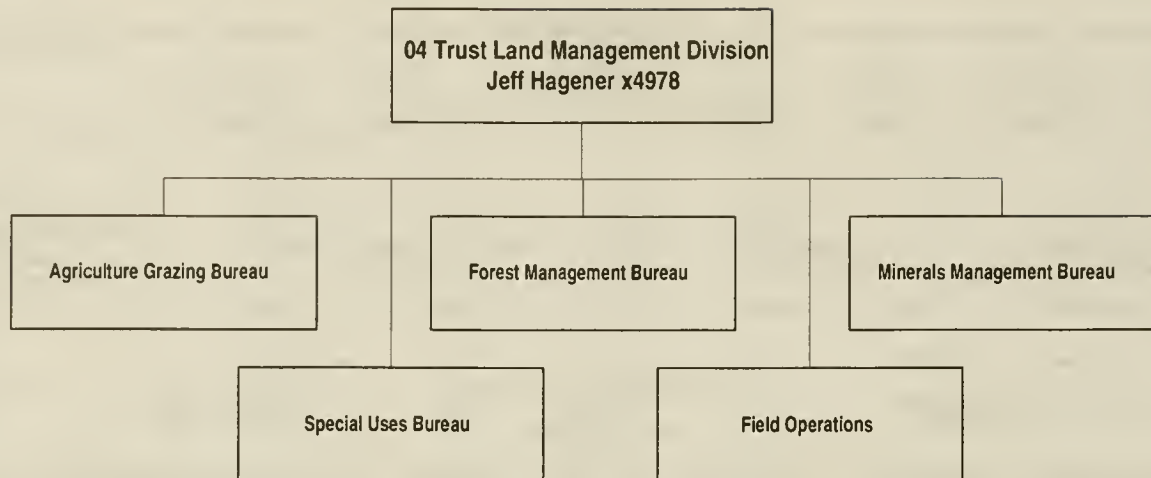 04 Trust Land Management Division
Jeff Hagener x4978
Agriculture Grazing Bureau
Forest Management Bureau
Minerals Management Bureau
Special Uses Bureau
Field Operations